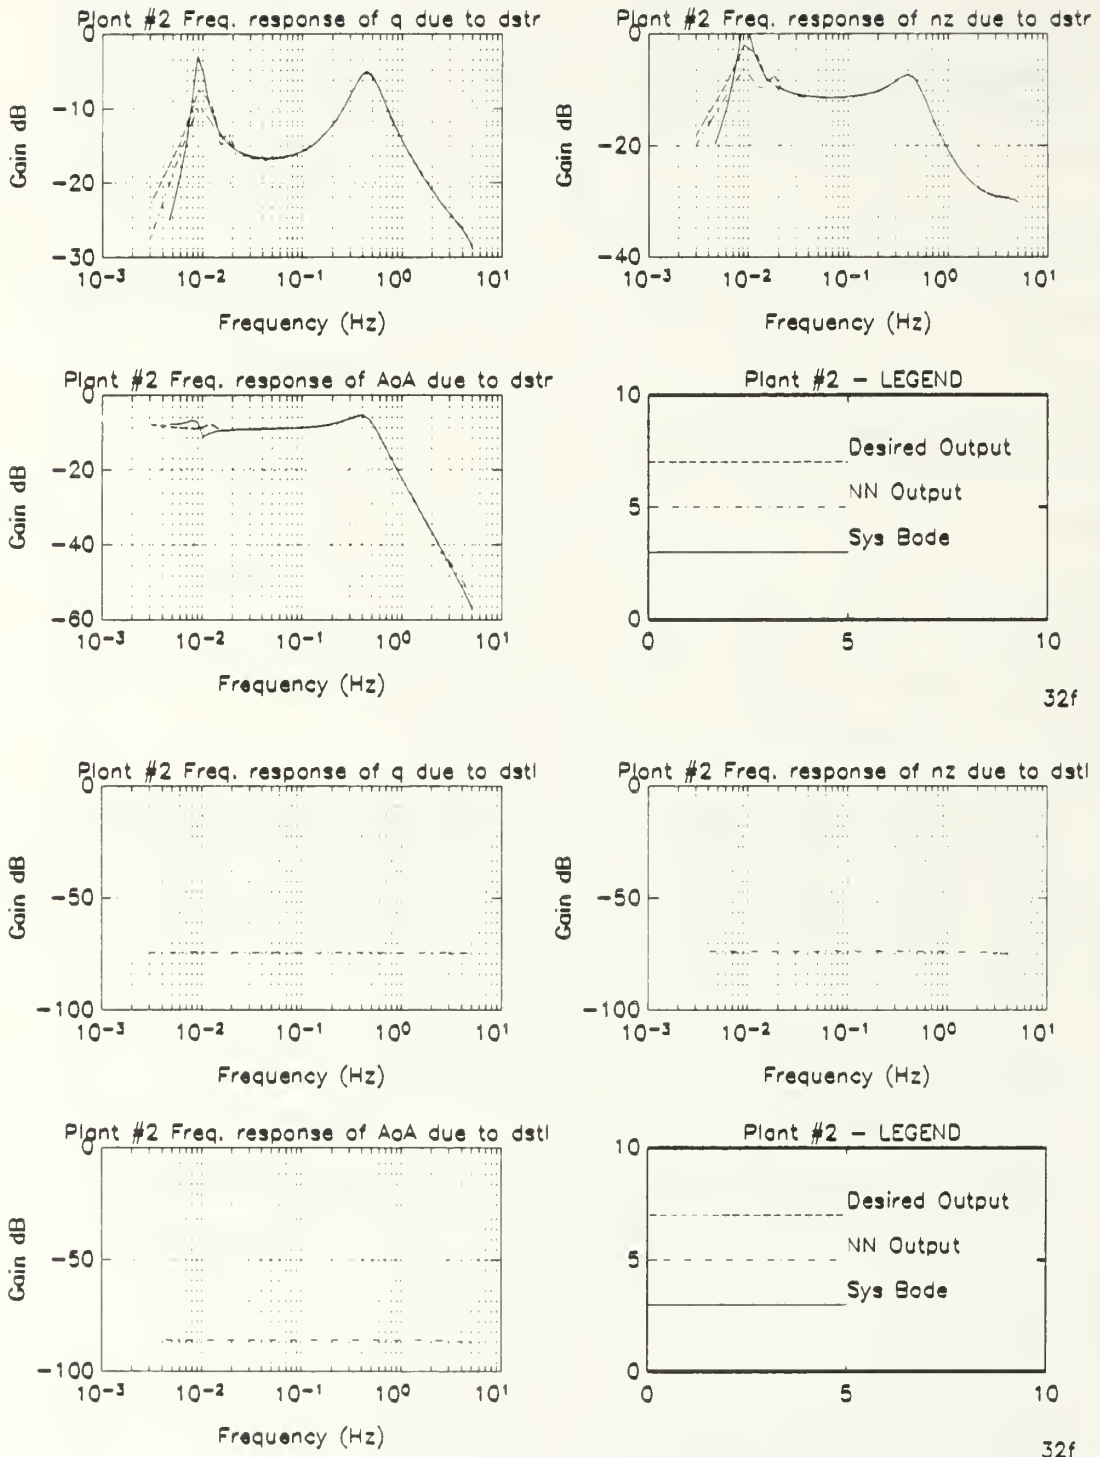 Plant #2 Freq. response of q due to dstr
Gain dB
0
-10
-20
-30
10-3 10-2 10-1 100 101
Frequency (Hz)
Plant #2 Freq. response of nz due to dstr
Gain dB
0
-20
-40
10-3 10-2 10-1 100 101
Frequency (Hz)
Plant #2 Freq. response of AoA due to dstr
Gain dB
0
-20
-40
-60
10-3 10-2 10-1 100 101
Frequency (Hz)
Plant #2 - LEGEND
10
5
0
Desired Output
NN Output
Sys Bode
0 5 10
32f
Plant #2 Freq. response of q due to dstl
Gain dB
0
-50
-100
10-3 10-2 10-1 100 101
Frequency (Hz)
Plant #2 Freq. response of nz due to dstl
Gain dB
0
-50
-100
10-3 10-2 10-1 100 101
Frequency (Hz)
Plant #2 Freq. response of AoA due to dstl
Gain dB
0
-50
-100
10-3 10-2 10-1 100 101
Frequency (Hz)
Plant #2 - LEGEND
10
5
0
Desired Output
NN Output
Sys Bode
0 5 10
32f